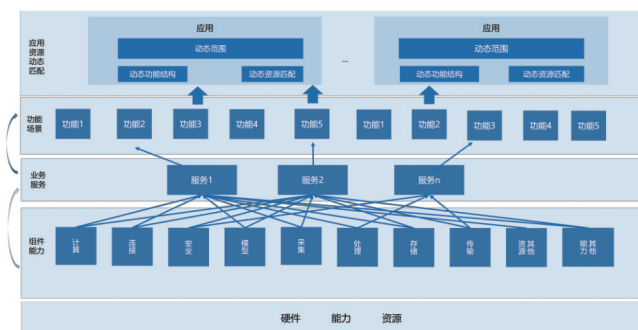 应用
资源
动态
匹配
应用
动态范围
动态功能结构
动态资源匹配
...
应用
动态范围
动态功能结构
动态资源匹配
功能
场景
功能1
功能2
功能3
功能4
功能5
功能1
功能2
功能3
功能4
功能5
业务
服务
服务1
服务2
服务n
组件
能力
计算
连接
安全
模型
采集
处理
存储
传输
资源其他
能力其他
硬件 能力 资源